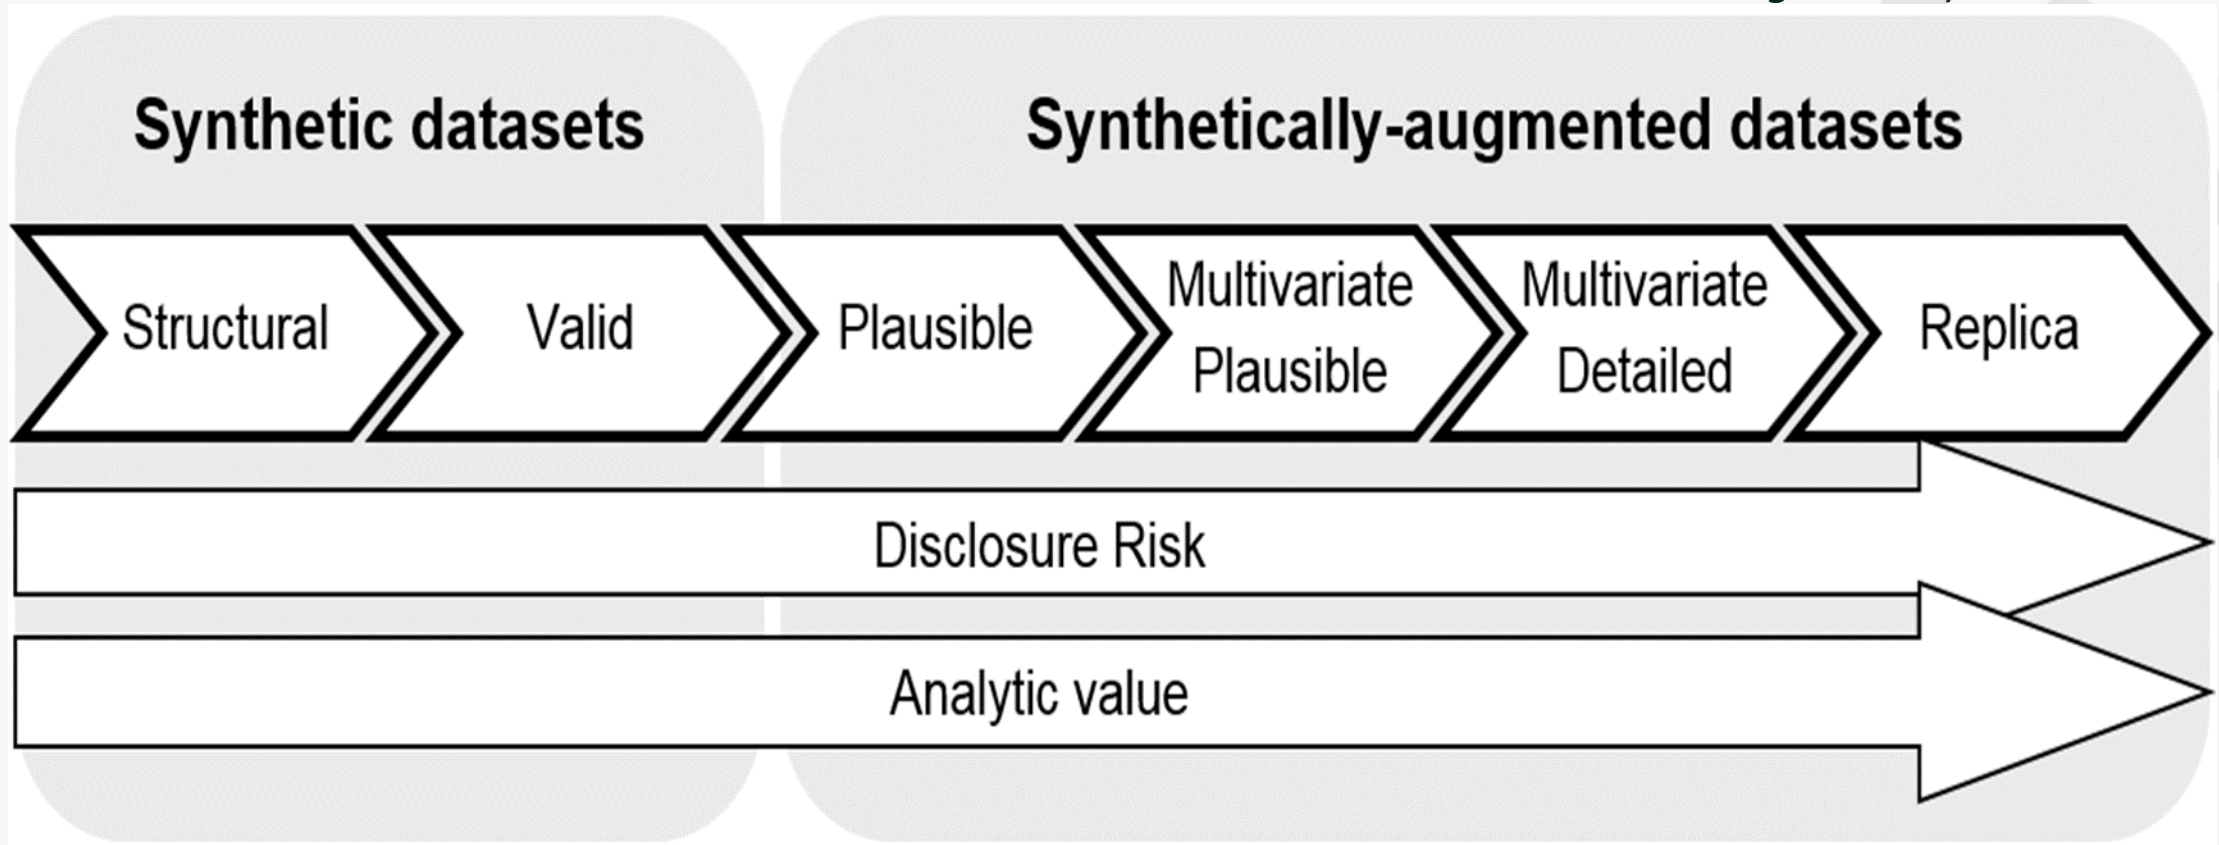 Synthetic datasets
Synthetically-augmented datasets
Structural
Valid
Plausible
Multivariate
Plausible
Multivariate
Detailed
Replica
Disclosure Risk
Analytic value